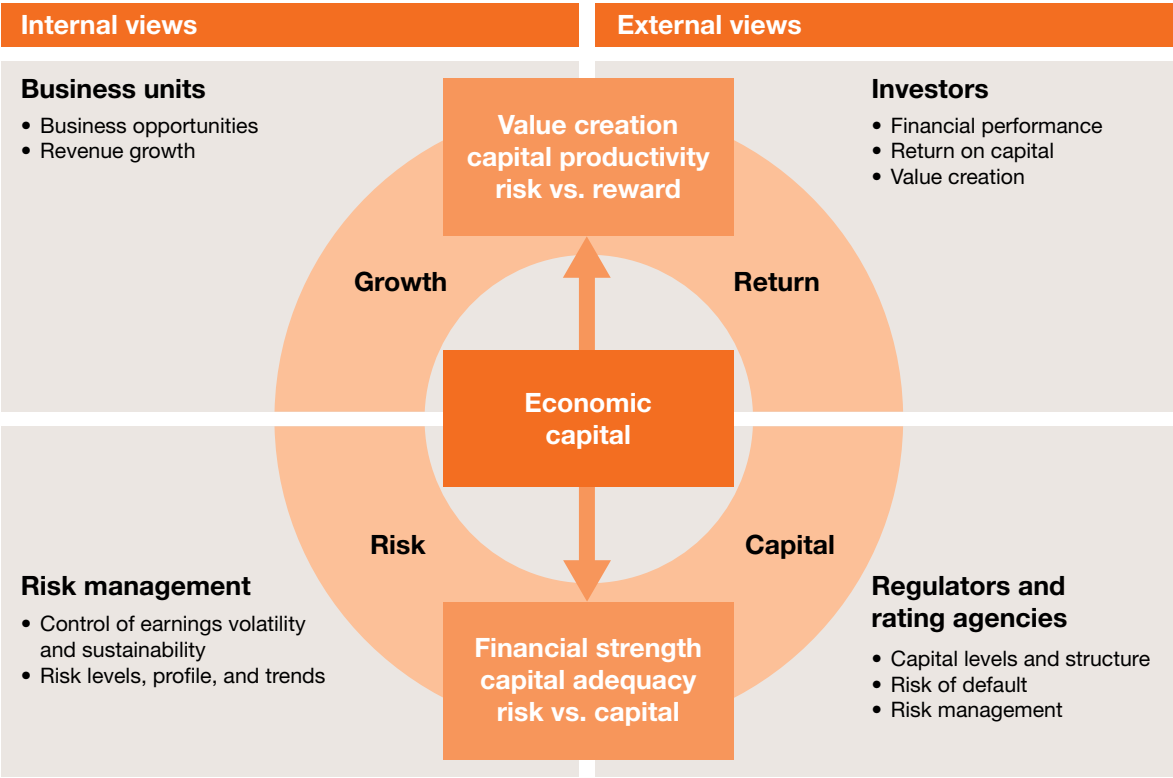 Internal views
External views
Business units
• Business opportunities
• Revenue growth
Value creation
capital productivity
risk vs. reward
Investors
• Financial performance
• Return on capital
• Value creation
Growth
Return
Economic
capital
Risk
Capital
Risk management
• Control of earnings volatility
and sustainability
• Risk levels, profile, and trends
Financial strength
capital adequacy
risk vs. capital
Regulators and
rating agencies
• Capital levels and structure
• Risk of default
• Risk management